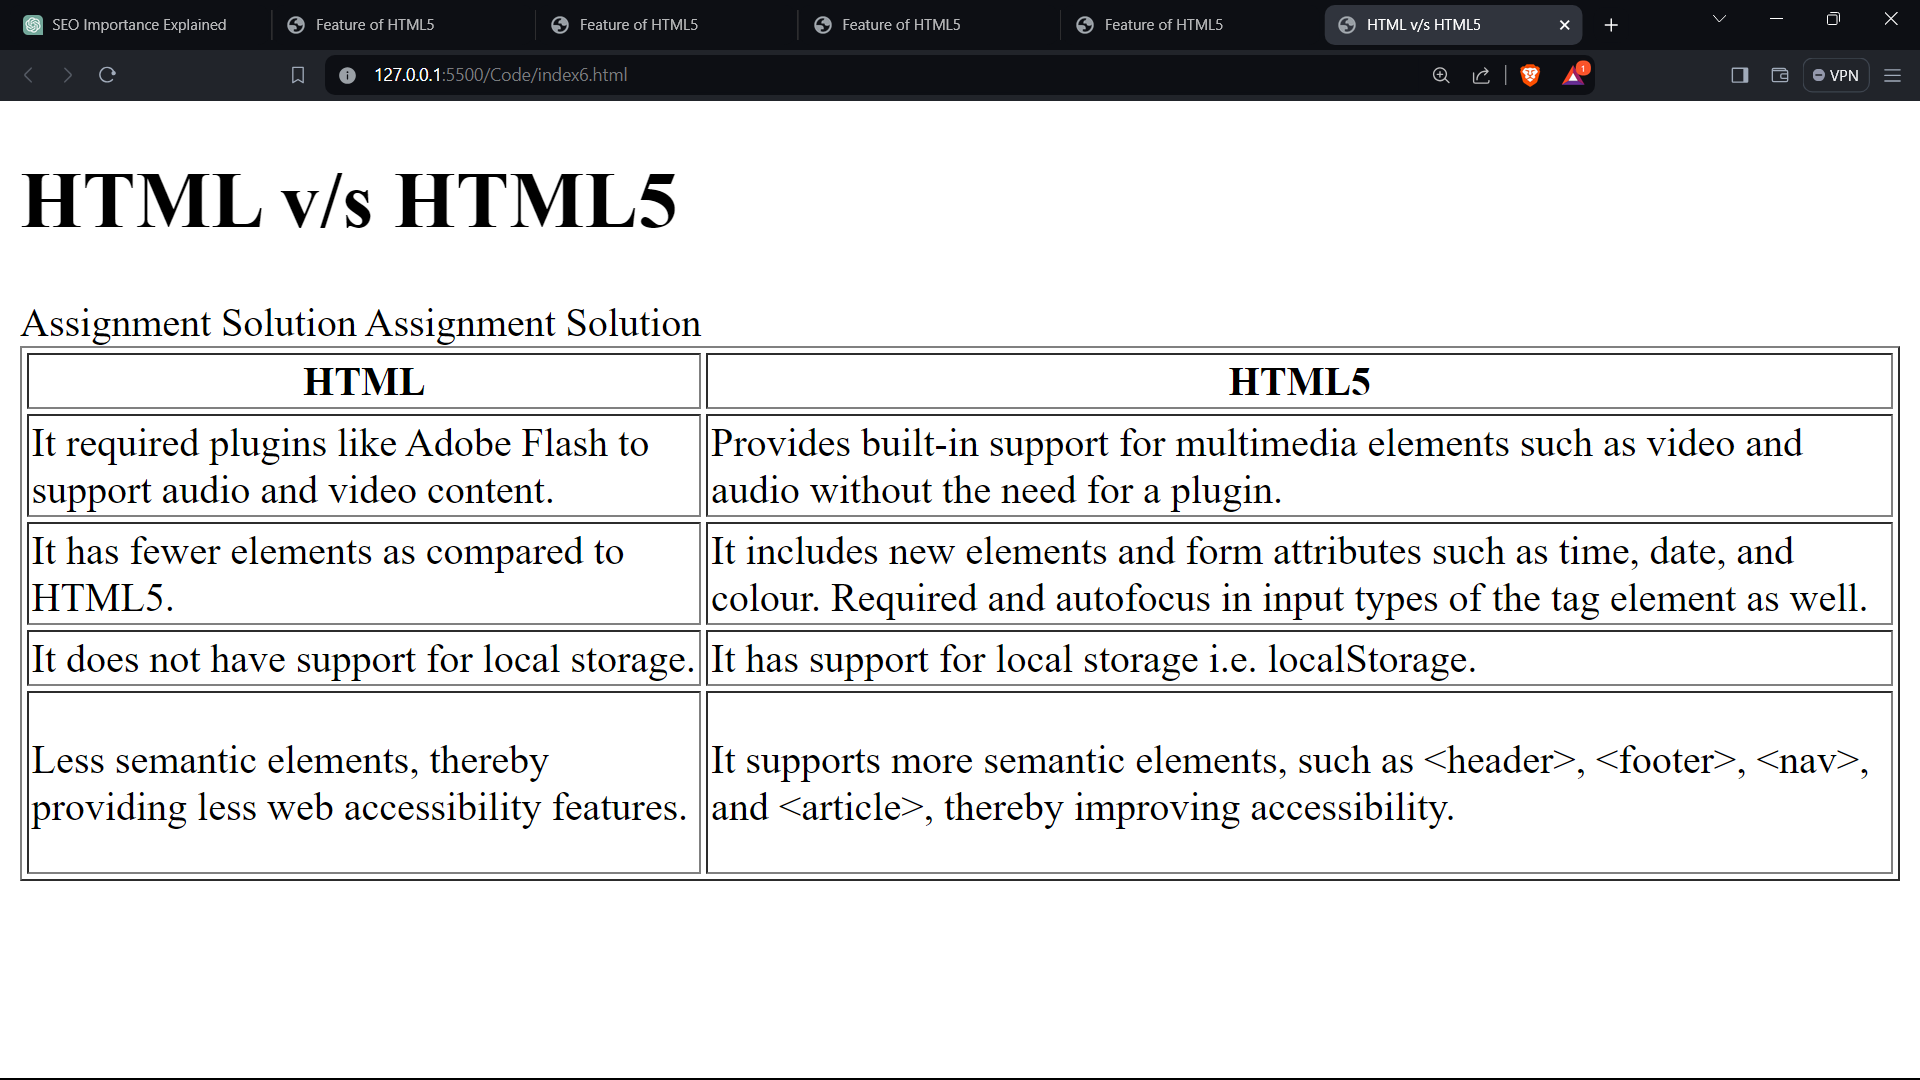 SEO Importance Explained
Feature of HTML5
Feature of HTML5
Feature of HTML5
Feature of HTML5
HTML v/s HTML5
127.0.0.1:5500/Code/index6.html
1
VPN
HTML v/s HTML5
Assignment Solution Assignment Solution
HTML
HTML5
It required plugins like Adobe Flash to
support audio and video content.
Provides built-in support for multimedia elements such as video and
audio without the need for a plugin.
It has fewer elements as compared to
HTML5.
It includes new elements and form attributes such as time, date, and
colour. Required and autofocus in input types of the tag element as well.
It does not have support for local storage.
It has support for local storage i.e. localStorage.
Less semantic elements, thereby
providing less web accessibility features.
It supports more semantic elements, such as <header>, <footer>, <nav>,
and <article>, thereby improving accessibility.